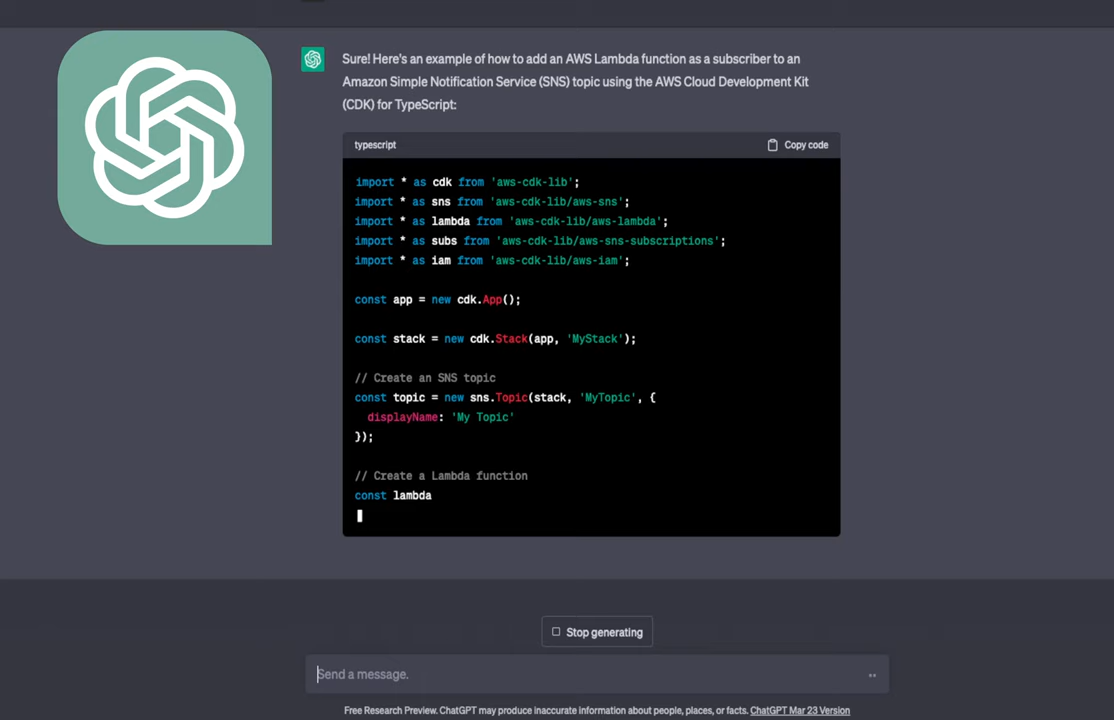 Sure! Here's an example of how to add an AWS Lambda function as a subscriber to an
Amazon Simple Notification Service (SNS) topic using the AWS Cloud Development Kit
(CDK) for TypeScript:
typescript Copy code
import * as cdk from 'aws-cdk-lib';
import * as sns from 'aws-cdk-lib/aws-sns';
import * as lambda from 'aws-cdk-lib/aws-lambda';
import * as subs from 'aws-cdk-lib/aws-sns-subscriptions';
import * as iam from 'aws-cdk-lib/aws-iam';
const app = new cdk.App();
const stack = new cdk.Stack(app, 'MyStack');
// Create an SNS topic
const topic = new sns.Topic(stack, 'MyTopic', {
displayName: 'My Topic'
});
// Create a Lambda function
const lambda
Stop generating
Send a message.
Free Research Preview. ChatGPT may produce inaccurate information about people, places, or facts. ChatGPT Mar 23 Version